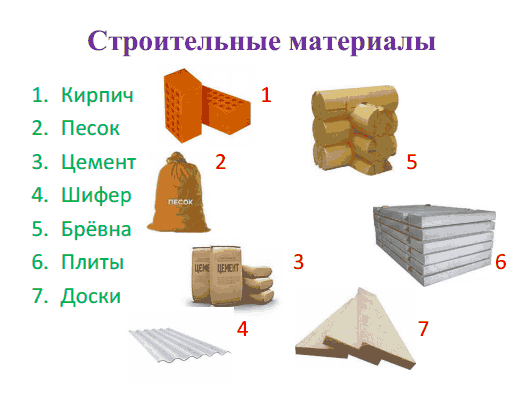 Строительные материалы
1. Кирпич
2. Песок
3. Цемент
4. Шифер
5. Брёвна
6. Плиты
7. Доски
1
2
ПЕСОК
5
ЦЕМЕНТ
ЦЕМЕНТ
3
6
4
7